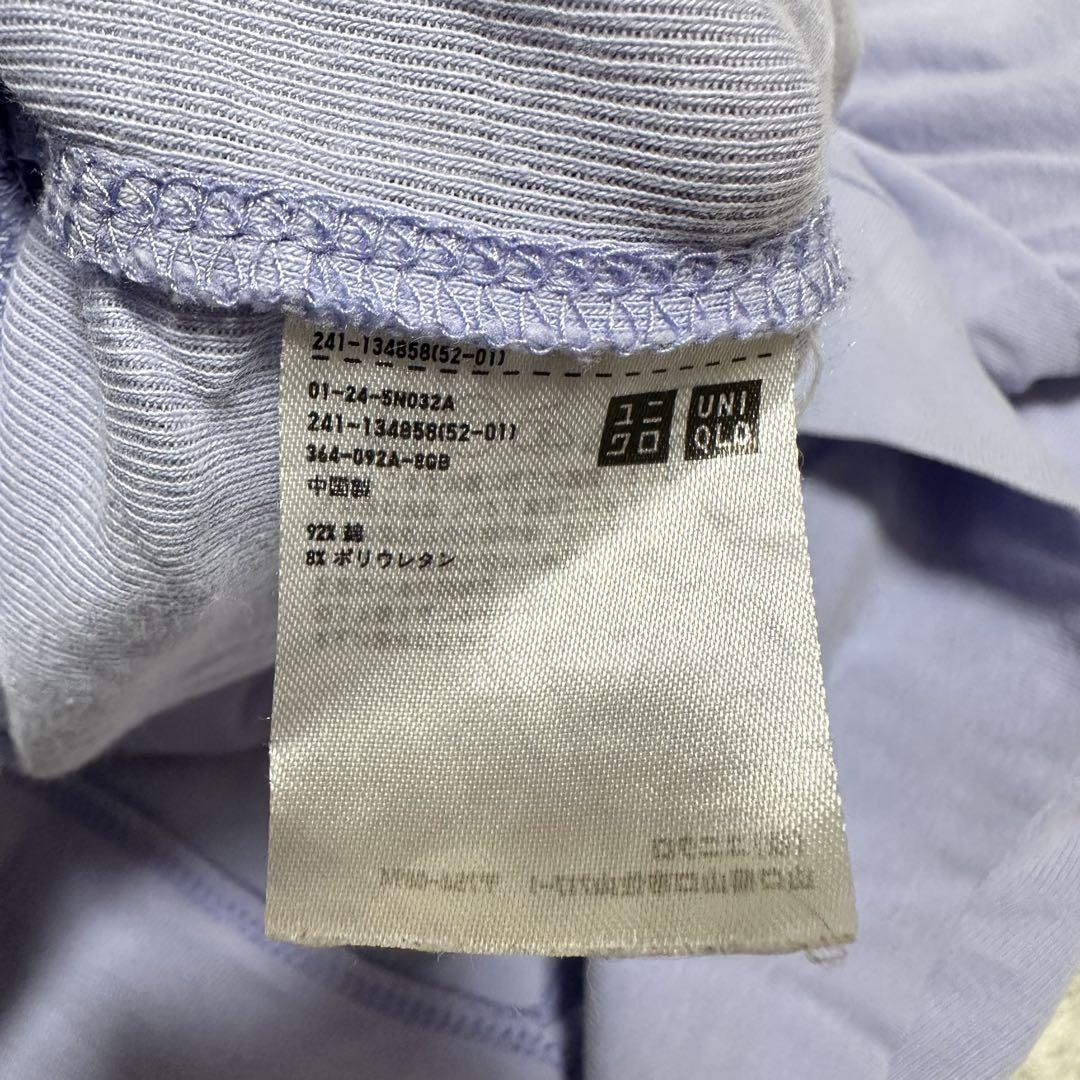 241-134858(52-01)
01-24-5N032A
241-134858(52-01)
364-092A-8QB
中国製
92% 綿
8% ポリウレタン
ユニ
クロ
UNI
QLO